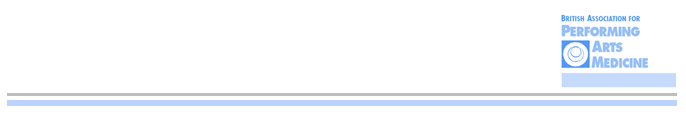 BRITISH ASSOCIATION FOR
PERFORMING
ARTS
MEDICINE